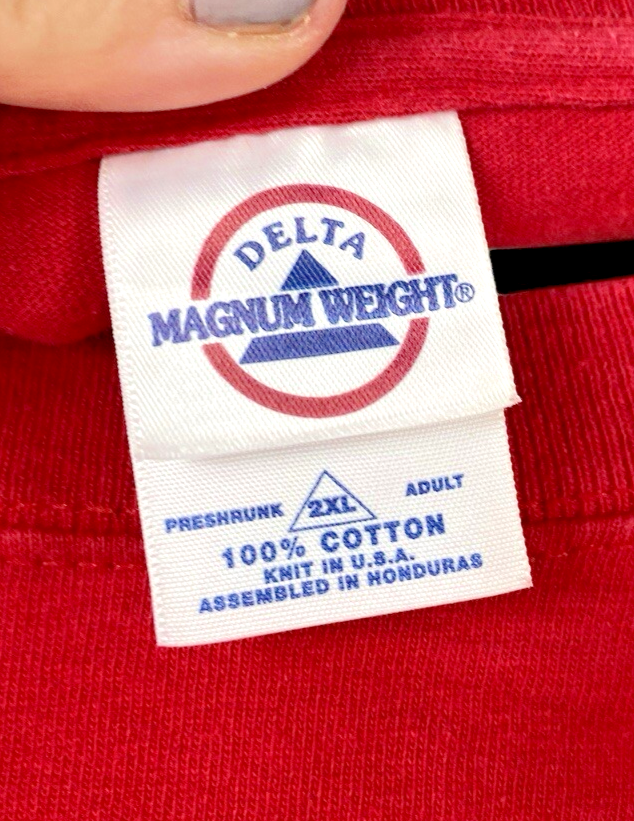 DELTA
MAGNUM WEIGHT®
PRESHRUNK 2XL ADULT
100% COTTON
KNIT IN U.S.A.
ASSEMBLED IN HONDURAS